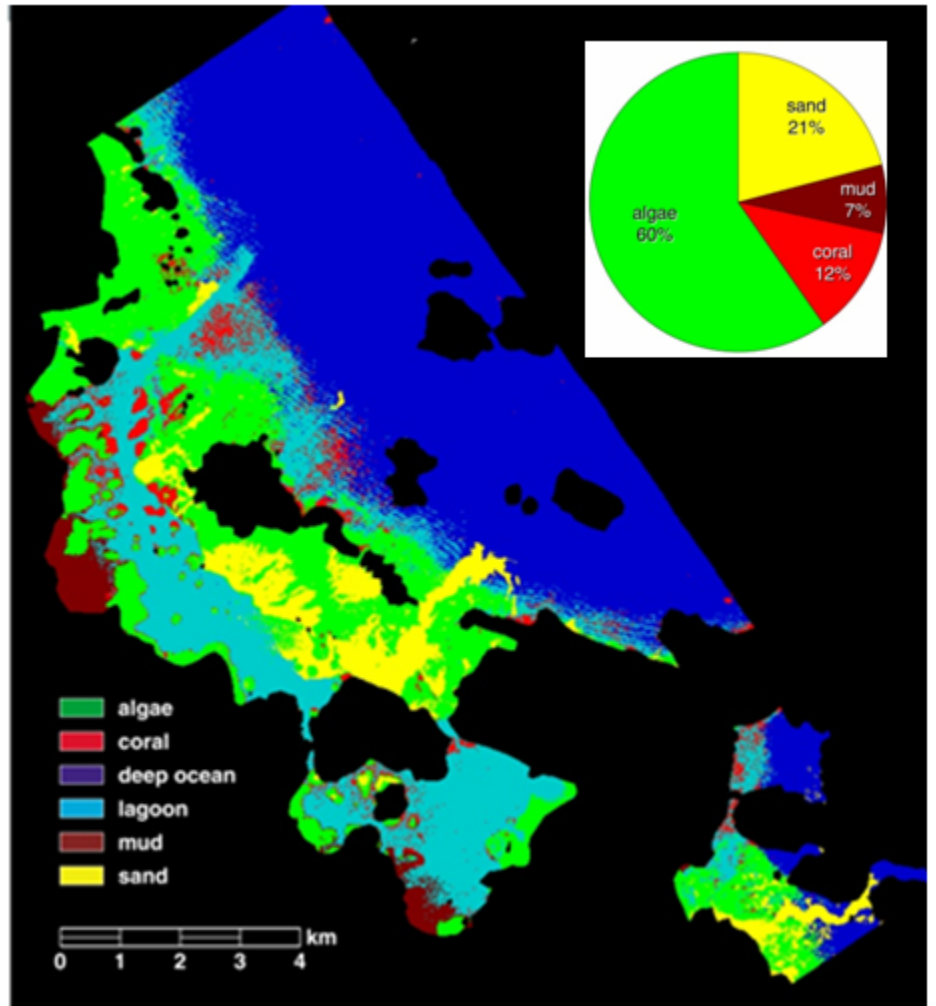 sand
21%
mud
7%
coral
12%
algae
60%
algae
coral
deep ocean
lagoon
mud
sand
km
0 1 2 3 4